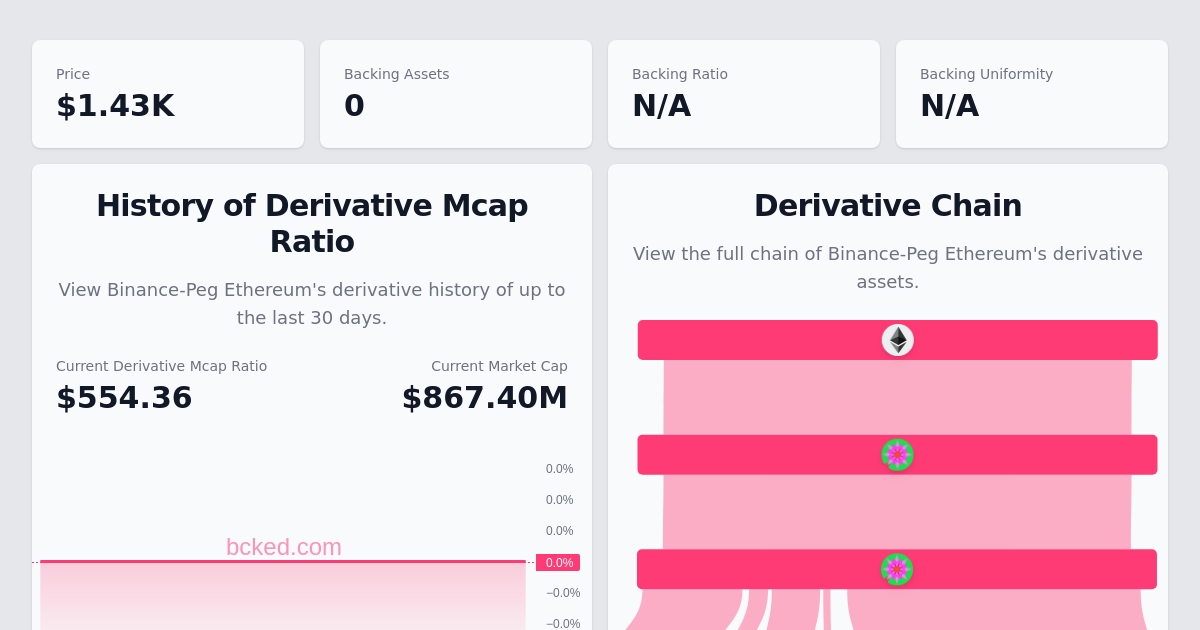 Price
$1.43K
Backing Assets
0
Backing Ratio
N/A
Backing Uniformity
N/A
History of Derivative Mcap
Ratio
View Binance-Peg Ethereum's derivative history of up to
the last 30 days.
Current Derivative Mcap Ratio
$554.36
Current Market Cap
$867.40M
0.0%
0.0%
0.0%
bcked.com
0.0%
−0.0%
−0.0%
Derivative Chain
View the full chain of Binance-Peg Ethereum's derivative
assets.